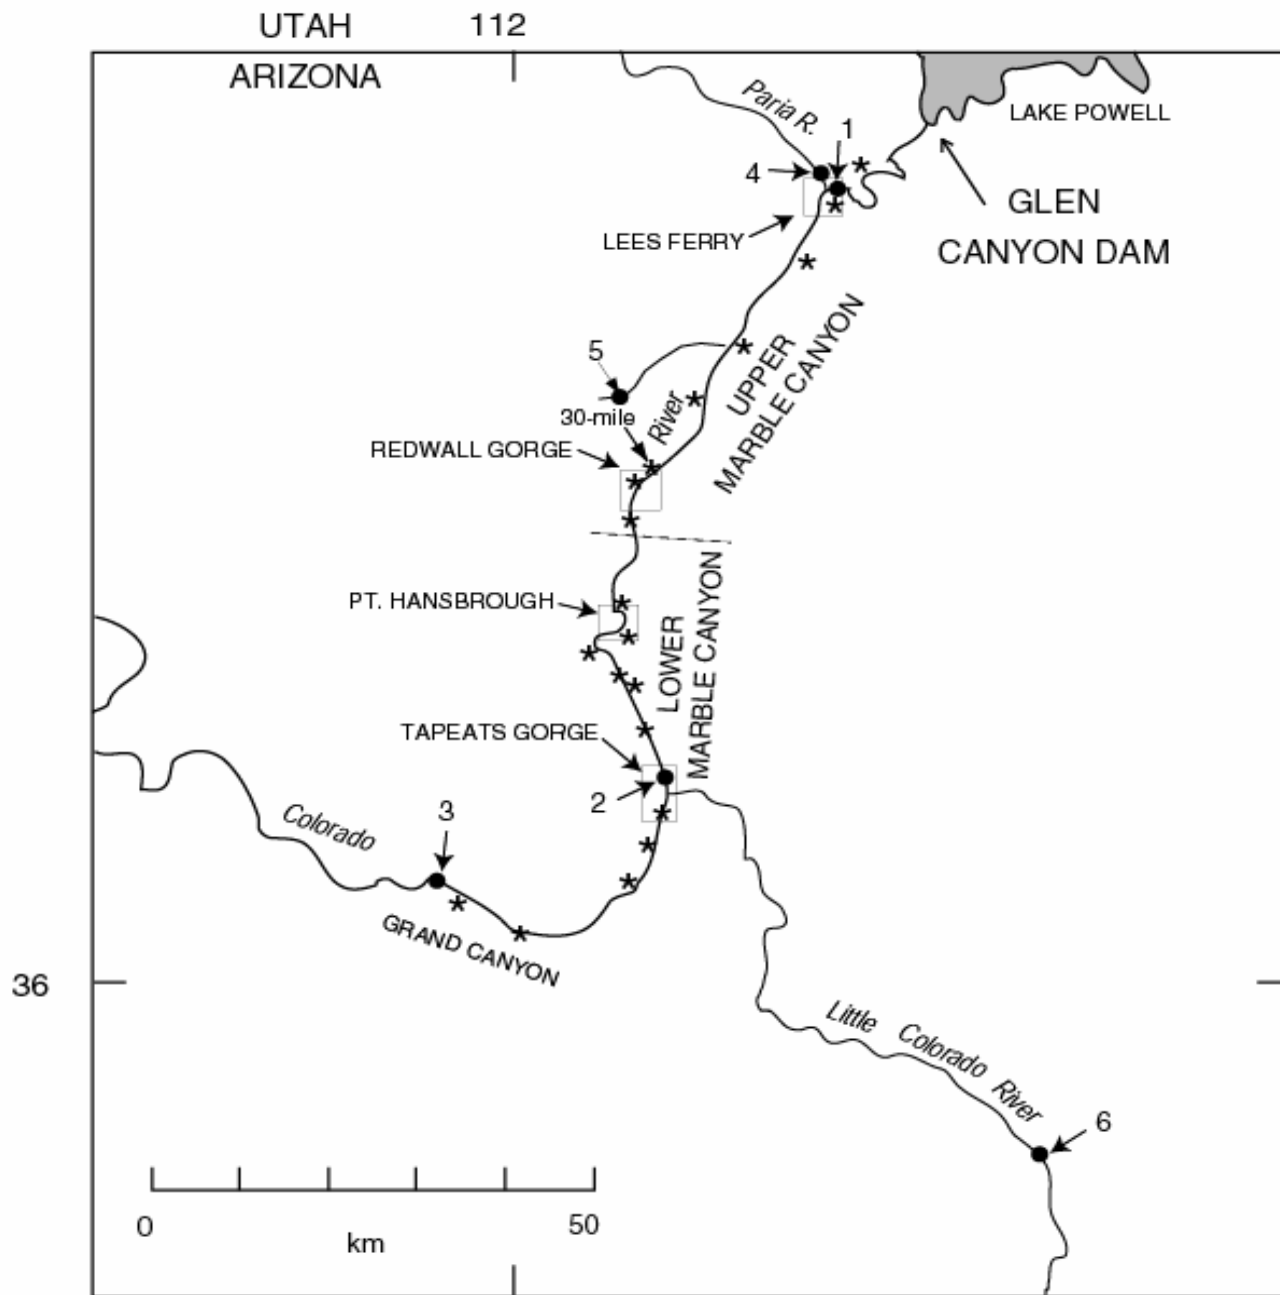 UTAH
112
ARIZONA
Paria R.
LAKE POWELL
1
4
GLEN
CANYON DAM
LEES FERRY
UPPER
MARBLE CANYON
5
30-mile
River
REDWALL GORGE
PT. HANSBROUGH
LOWER
MARBLE CANYON
TAPEATS GORGE
2
3
Colorado
GRAND CANYON
36
Little Colorado River
6
0
50
km